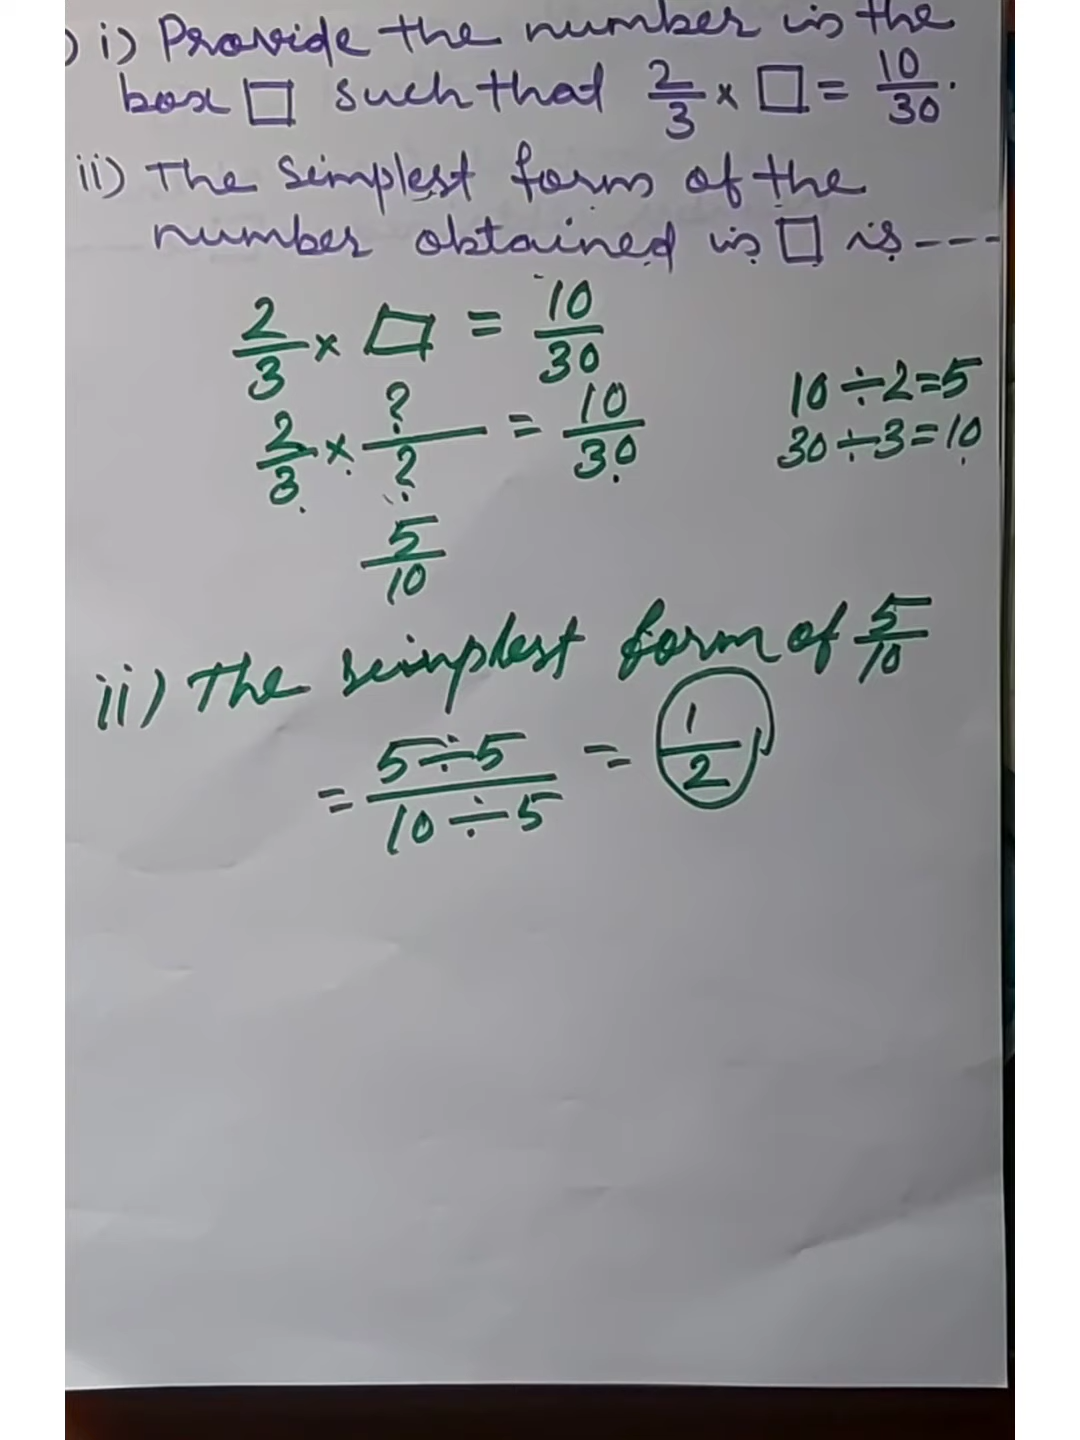 ) i) Provide the number in the
box □ such that 2/3 × □ = 10/30.
ii) The simplest form of the
number obtained in □ is ----
2/3 × □ = 10/30
2/3 × ?/? = 10/30
10 ÷ 2 = 5
30 ÷ 3 = 10
5/10
ii) The simplest form of 5/10
= 5÷5/10÷5 = 1/2